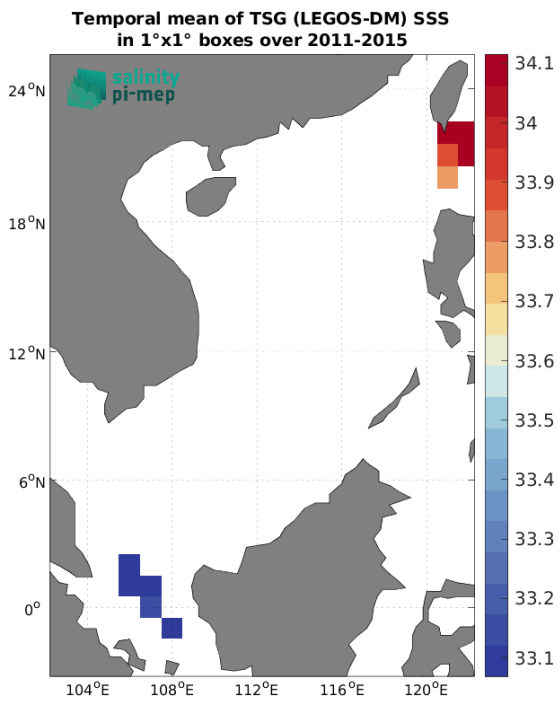 Temporal mean of TSG (LEGOS-DM) SSS
in 1°x1° boxes over 2011-2015
salinity
pi-mep
24°N
18°N
12°N
6°N
0°
104°E
108°E
112°E
116°E
120°E
34.1
34
33.9
33.8
33.7
33.6
33.5
33.4
33.3
33.2
33.1